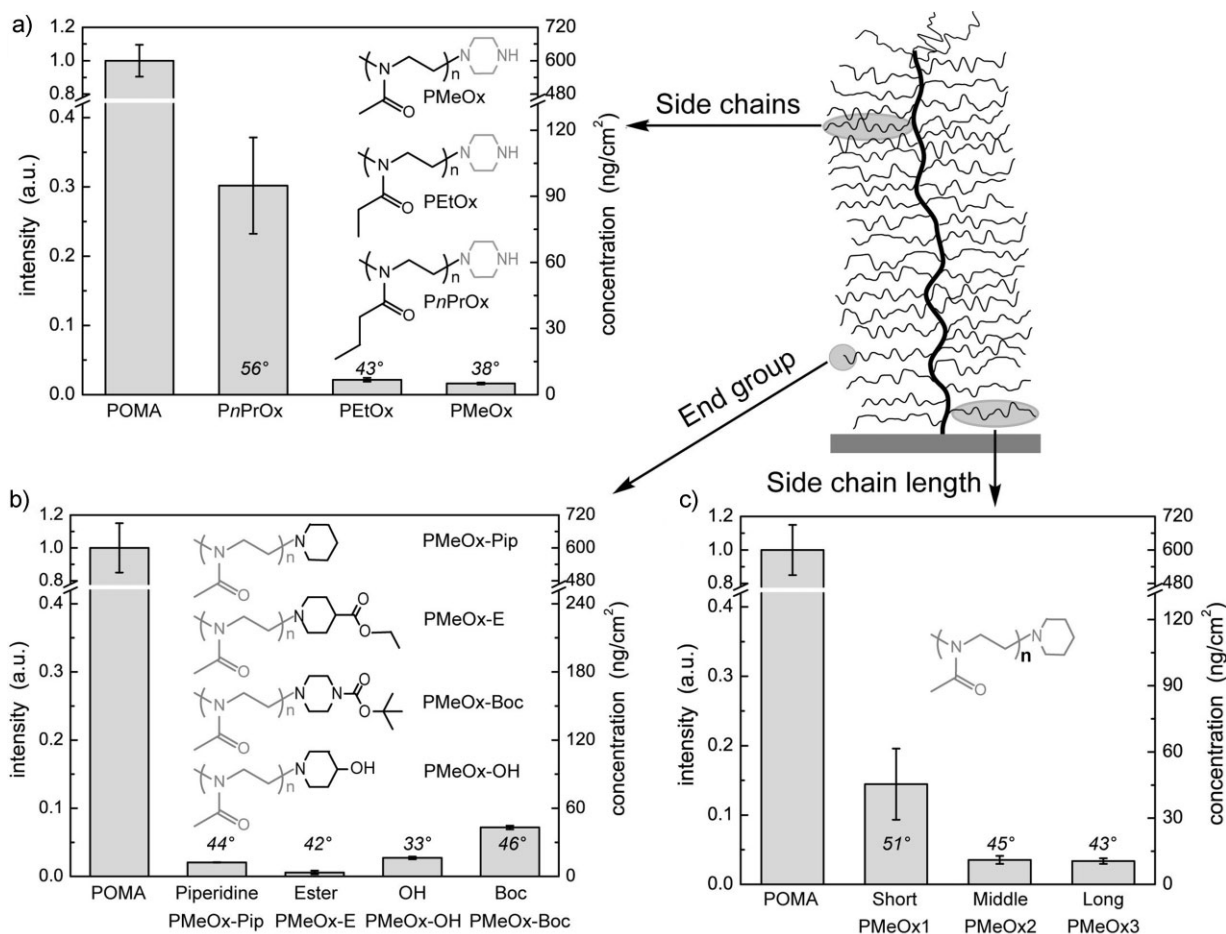 a)
1.2
1.0
0.8
0.4
0.3
0.2
0.1
0.0
intensity (a.u.)
720
600
480
120
90
60
30
0
concentration (ng/cm²)
N
NH
n
N
O
PMeOx
N
NH
n
N
O
PEtOx
N
NH
n
N
O
PnPrOx
56°
43°
38°
POMA
PnPrOx
PEtOx
PMeOx
Side chains
End group
Side chain length
b)
1.2
1.0
0.8
0.4
0.3
0.2
0.1
0.0
intensity (a.u.)
720
600
480
240
180
120
60
0
concentration (ng/cm²)
N
n
N
O
PMeOx-Pip
N
n
N
O
O
O
PMeOx-E
N
n
N
N
O
O
O
PMeOx-Boc
N
n
N
OH
O
PMeOx-OH
44°
42°
33°
46°
POMA
Piperidine
Ester
OH
Boc
PMeOx-Pip
PMeOx-E
PMeOx-OH
PMeOx-Boc
c)
1.2
1.0
0.8
0.4
0.3
0.2
0.1
0.0
intensity (a.u.)
720
600
480
120
90
60
30
0
concentration (ng/cm²)
N
n
N
O
51°
45°
43°
POMA
Short
Middle
Long
PMeOx1
PMeOx2
PMeOx3